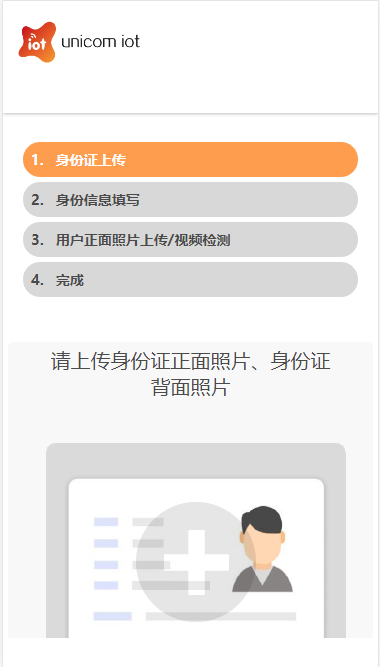 iot unicom iot
1. 身份证上传
2. 身份信息填写
3. 用户正面照片上传/视频检测
4. 完成
请上传身份证正面照片、身份证
背面照片